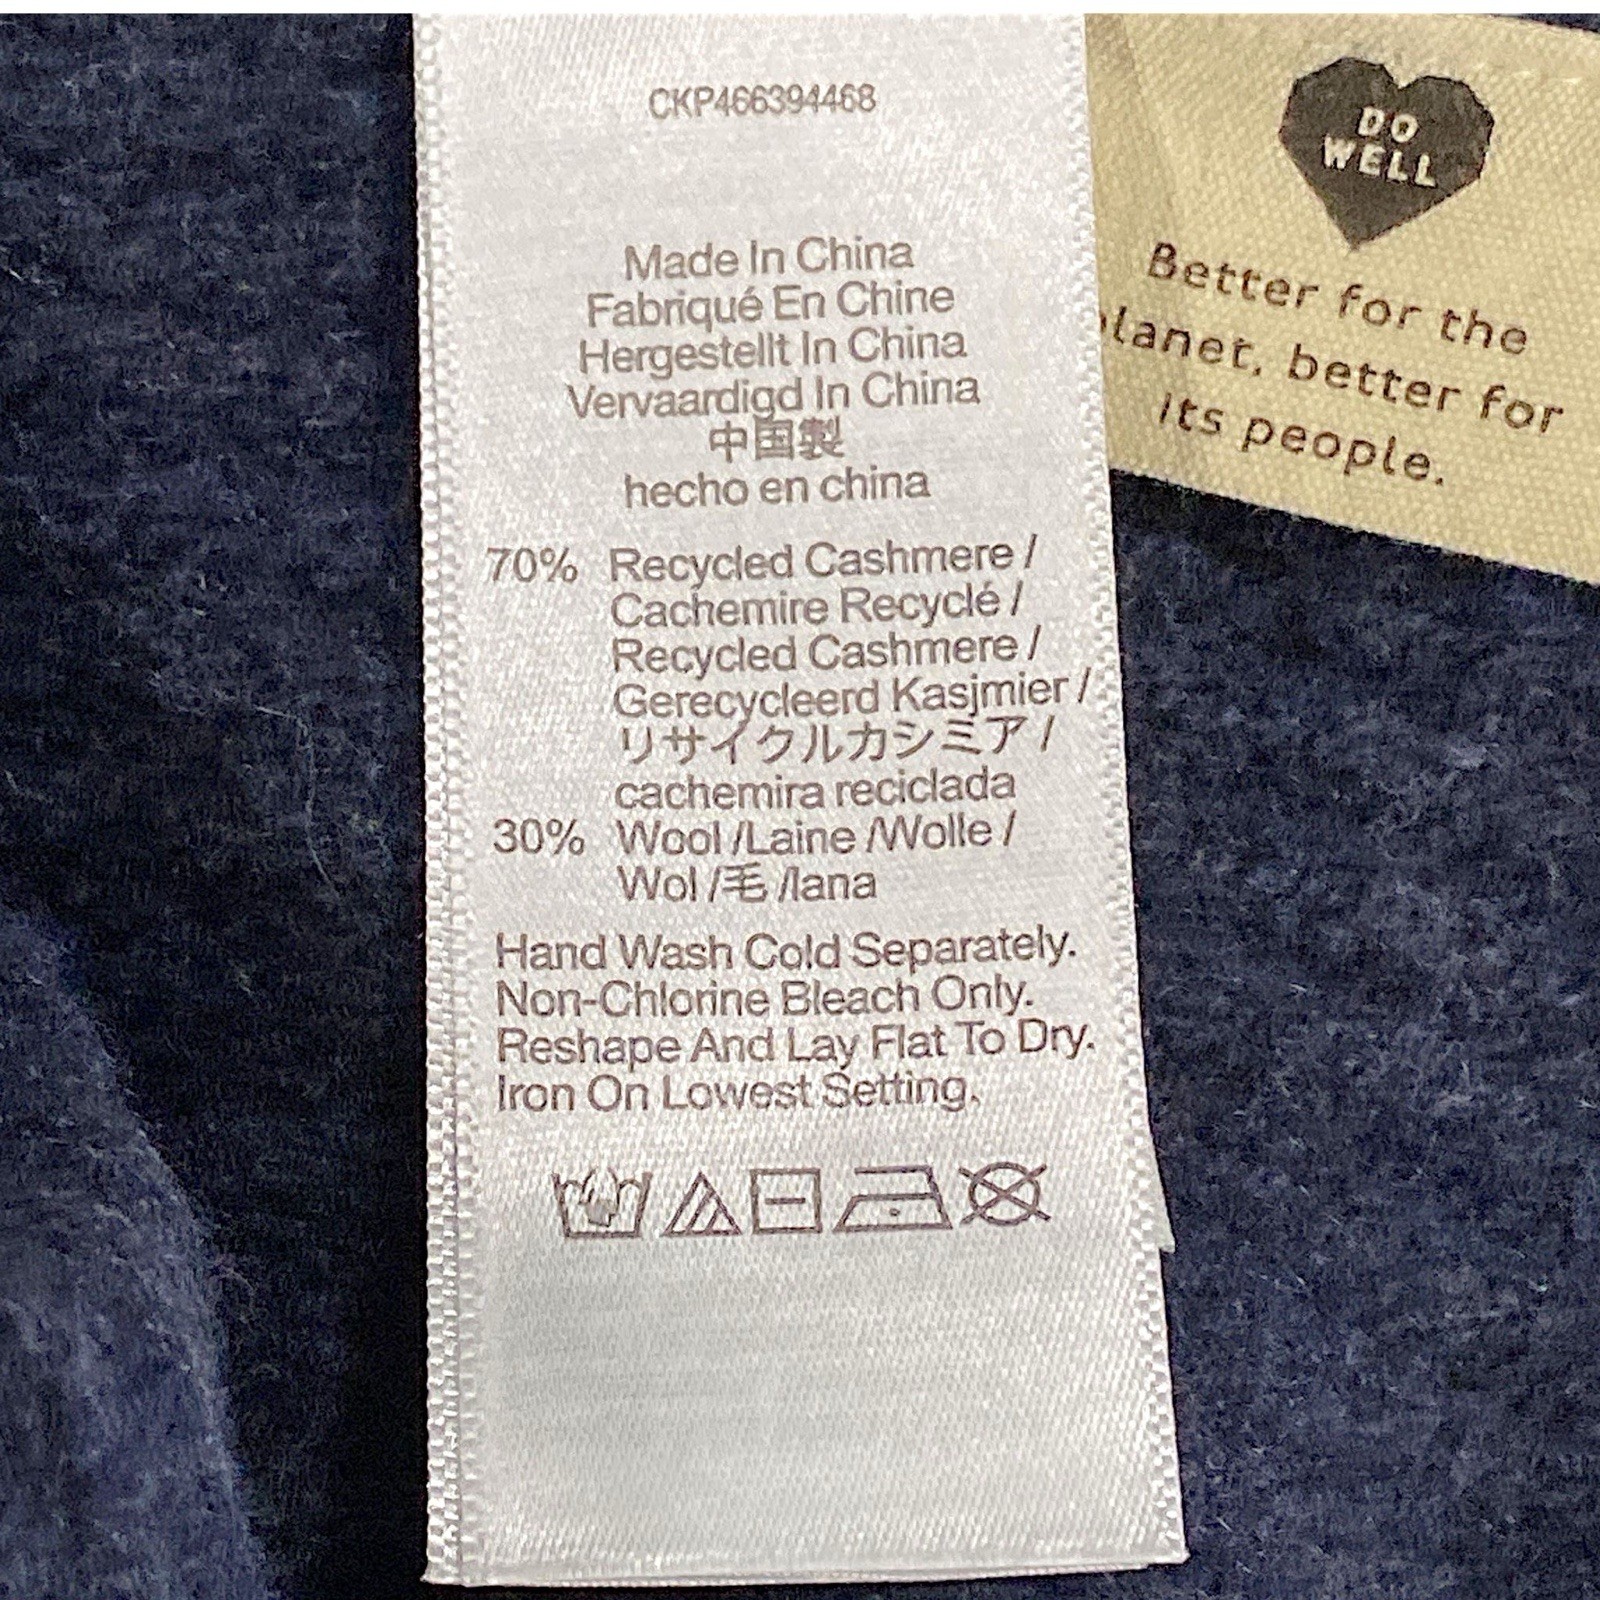 CKP466394468
Made In China
Fabriqué En Chine
Hergestellt In China
Vervaardigd In China
中国製
hecho en china
70% Recycled Cashmere /
Cachemire Recyclé /
Recycled Cashmere /
Gerecycleerd Kasjmier /
リサイクルカシミア /
cachemira reciclada
30% Wool /Laine /Wolle /
Wol /毛 /lana
Hand Wash Cold Separately.
Non-Chlorine Bleach Only.
Reshape And Lay Flat To Dry.
Iron On Lowest Setting.
DO
WELL
Better for the
planet, better for
its people.